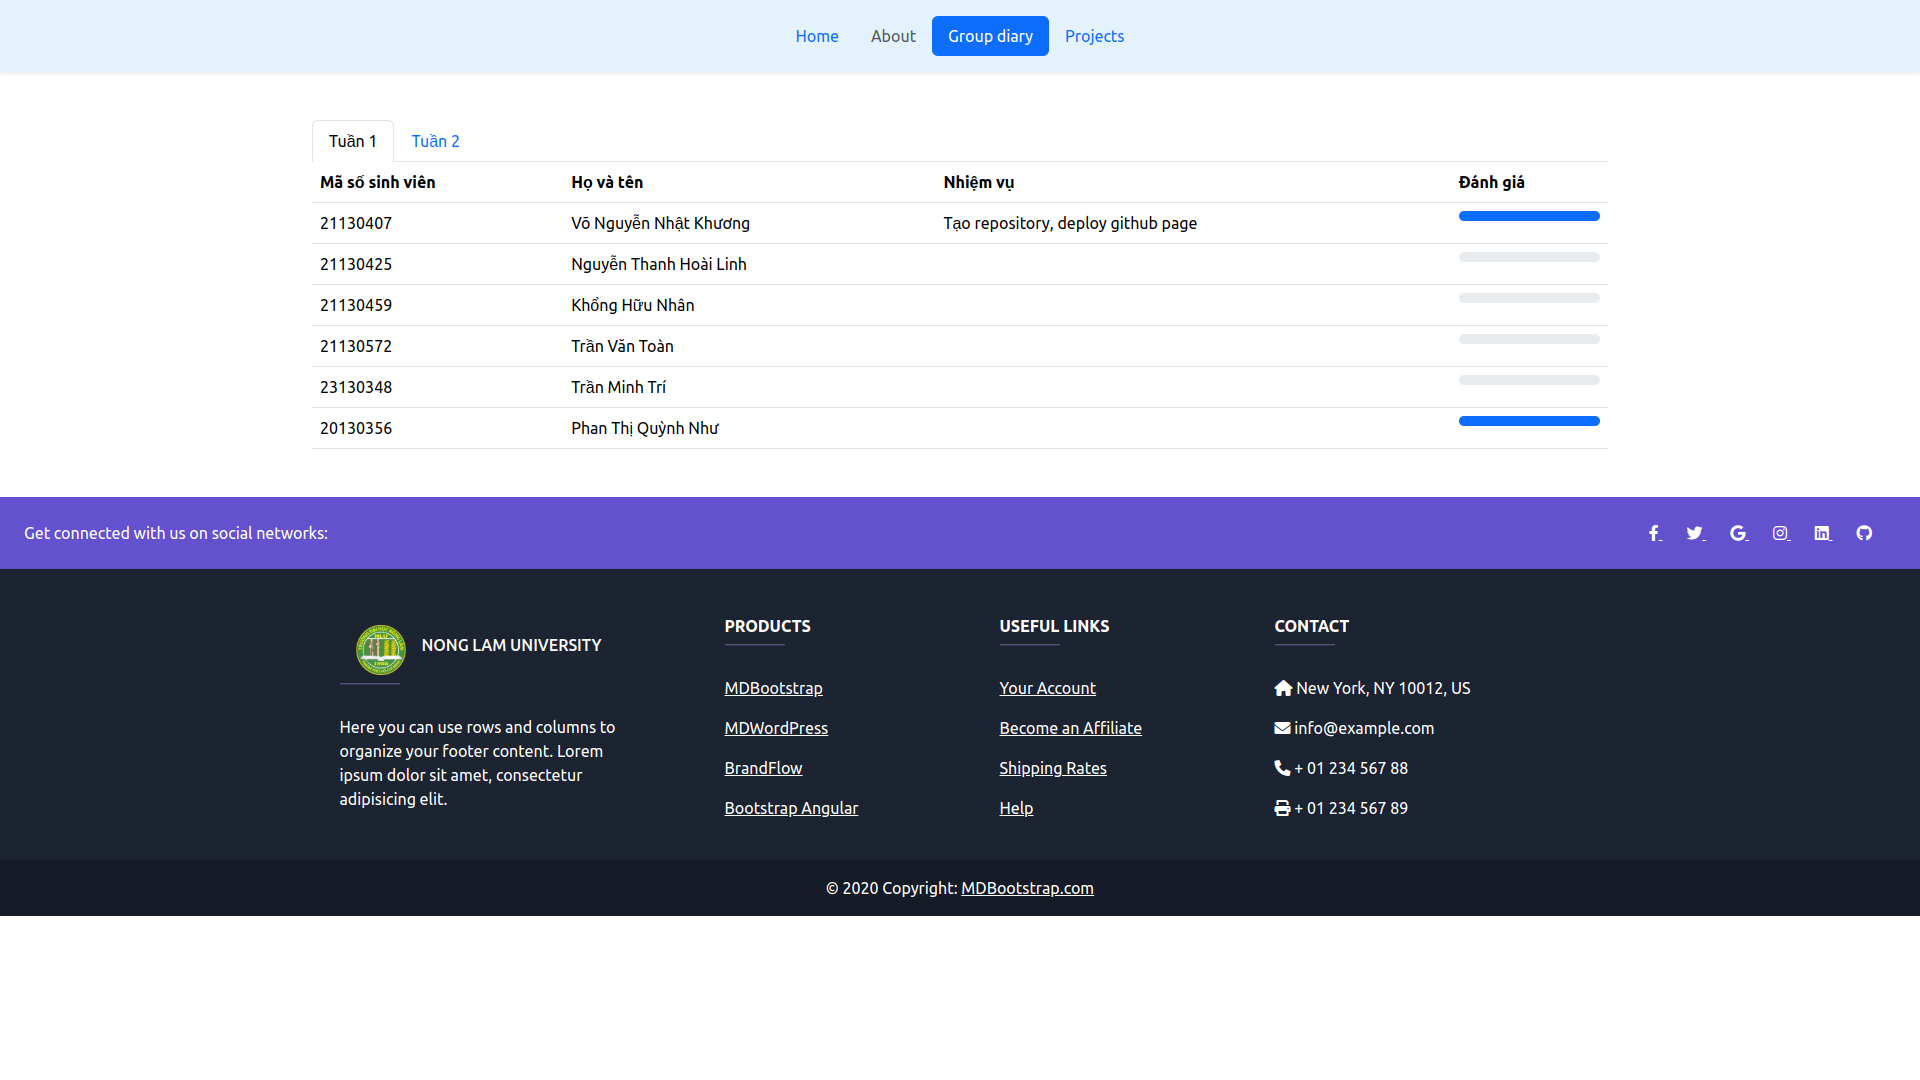 Home About Group diary Projects
Tuần 1 Tuần 2
Mã số sinh viên Họ và tên Nhiệm vụ Đánh giá
21130407 Võ Nguyễn Nhật Khương Tạo repository, deploy github page
21130425 Nguyễn Thanh Hoài Linh
21130459 Khổng Hữu Nhân
21130572 Trần Văn Toàn
23130348 Trần Minh Trí
20130356 Phan Thị Quỳnh Như
Get connected with us on social networks:
NONG LAM UNIVERSITY
Here you can use rows and columns to
organize your footer content. Lorem
ipsum dolor sit amet, consectetur
adipisicing elit.
PRODUCTS
MDBootstrap
MDWordPress
BrandFlow
Bootstrap Angular
USEFUL LINKS
Your Account
Become an Affiliate
Shipping Rates
Help
CONTACT
New York, NY 10012, US
info@example.com
+ 01 234 567 88
+ 01 234 567 89
© 2020 Copyright: MDBootstrap.com